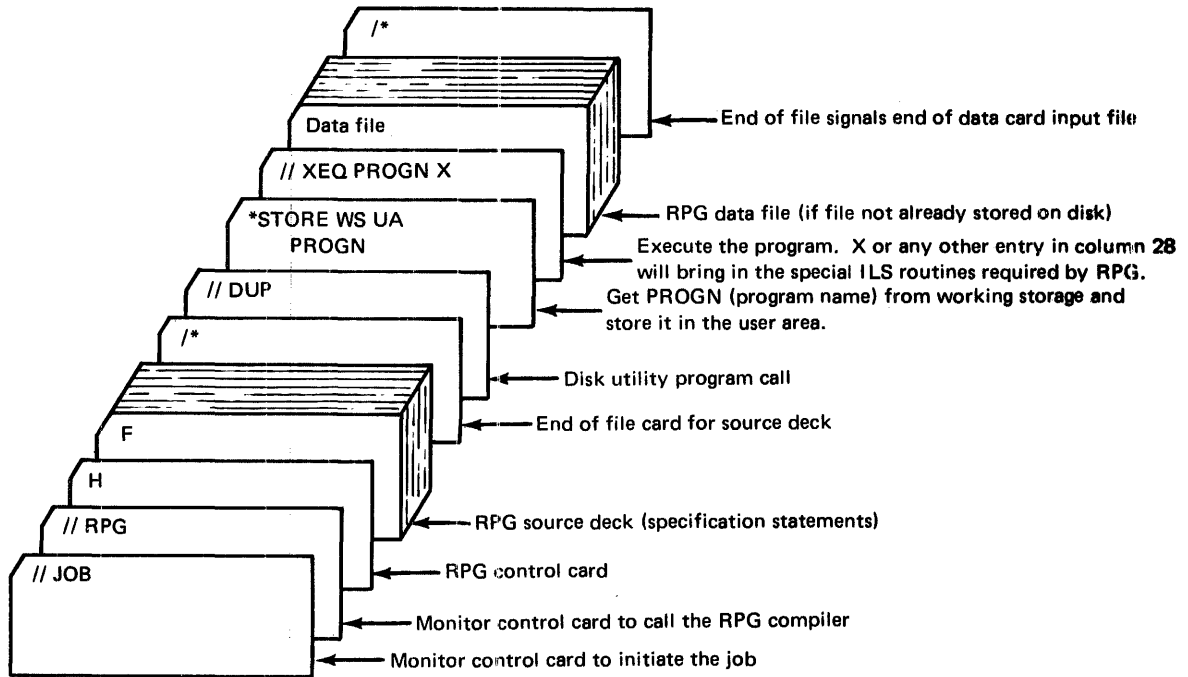 /*
End of file signals end of data card input file
Data file
// XEQ PROGN X
RPG data file (if file not already stored on disk)
*STORE WS UA
PROGN
Execute the program. X or any other entry in column 28
will bring in the special ILS routines required by RPG.
// DUP
Get PROGN (program name) from working storage and
store it in the user area.
/*
Disk utility program call
End of file card for source deck
F
H
RPG source deck (specification statements)
// RPG
RPG control card
// JOB
Monitor control card to call the RPG compiler
Monitor control card to initiate the job